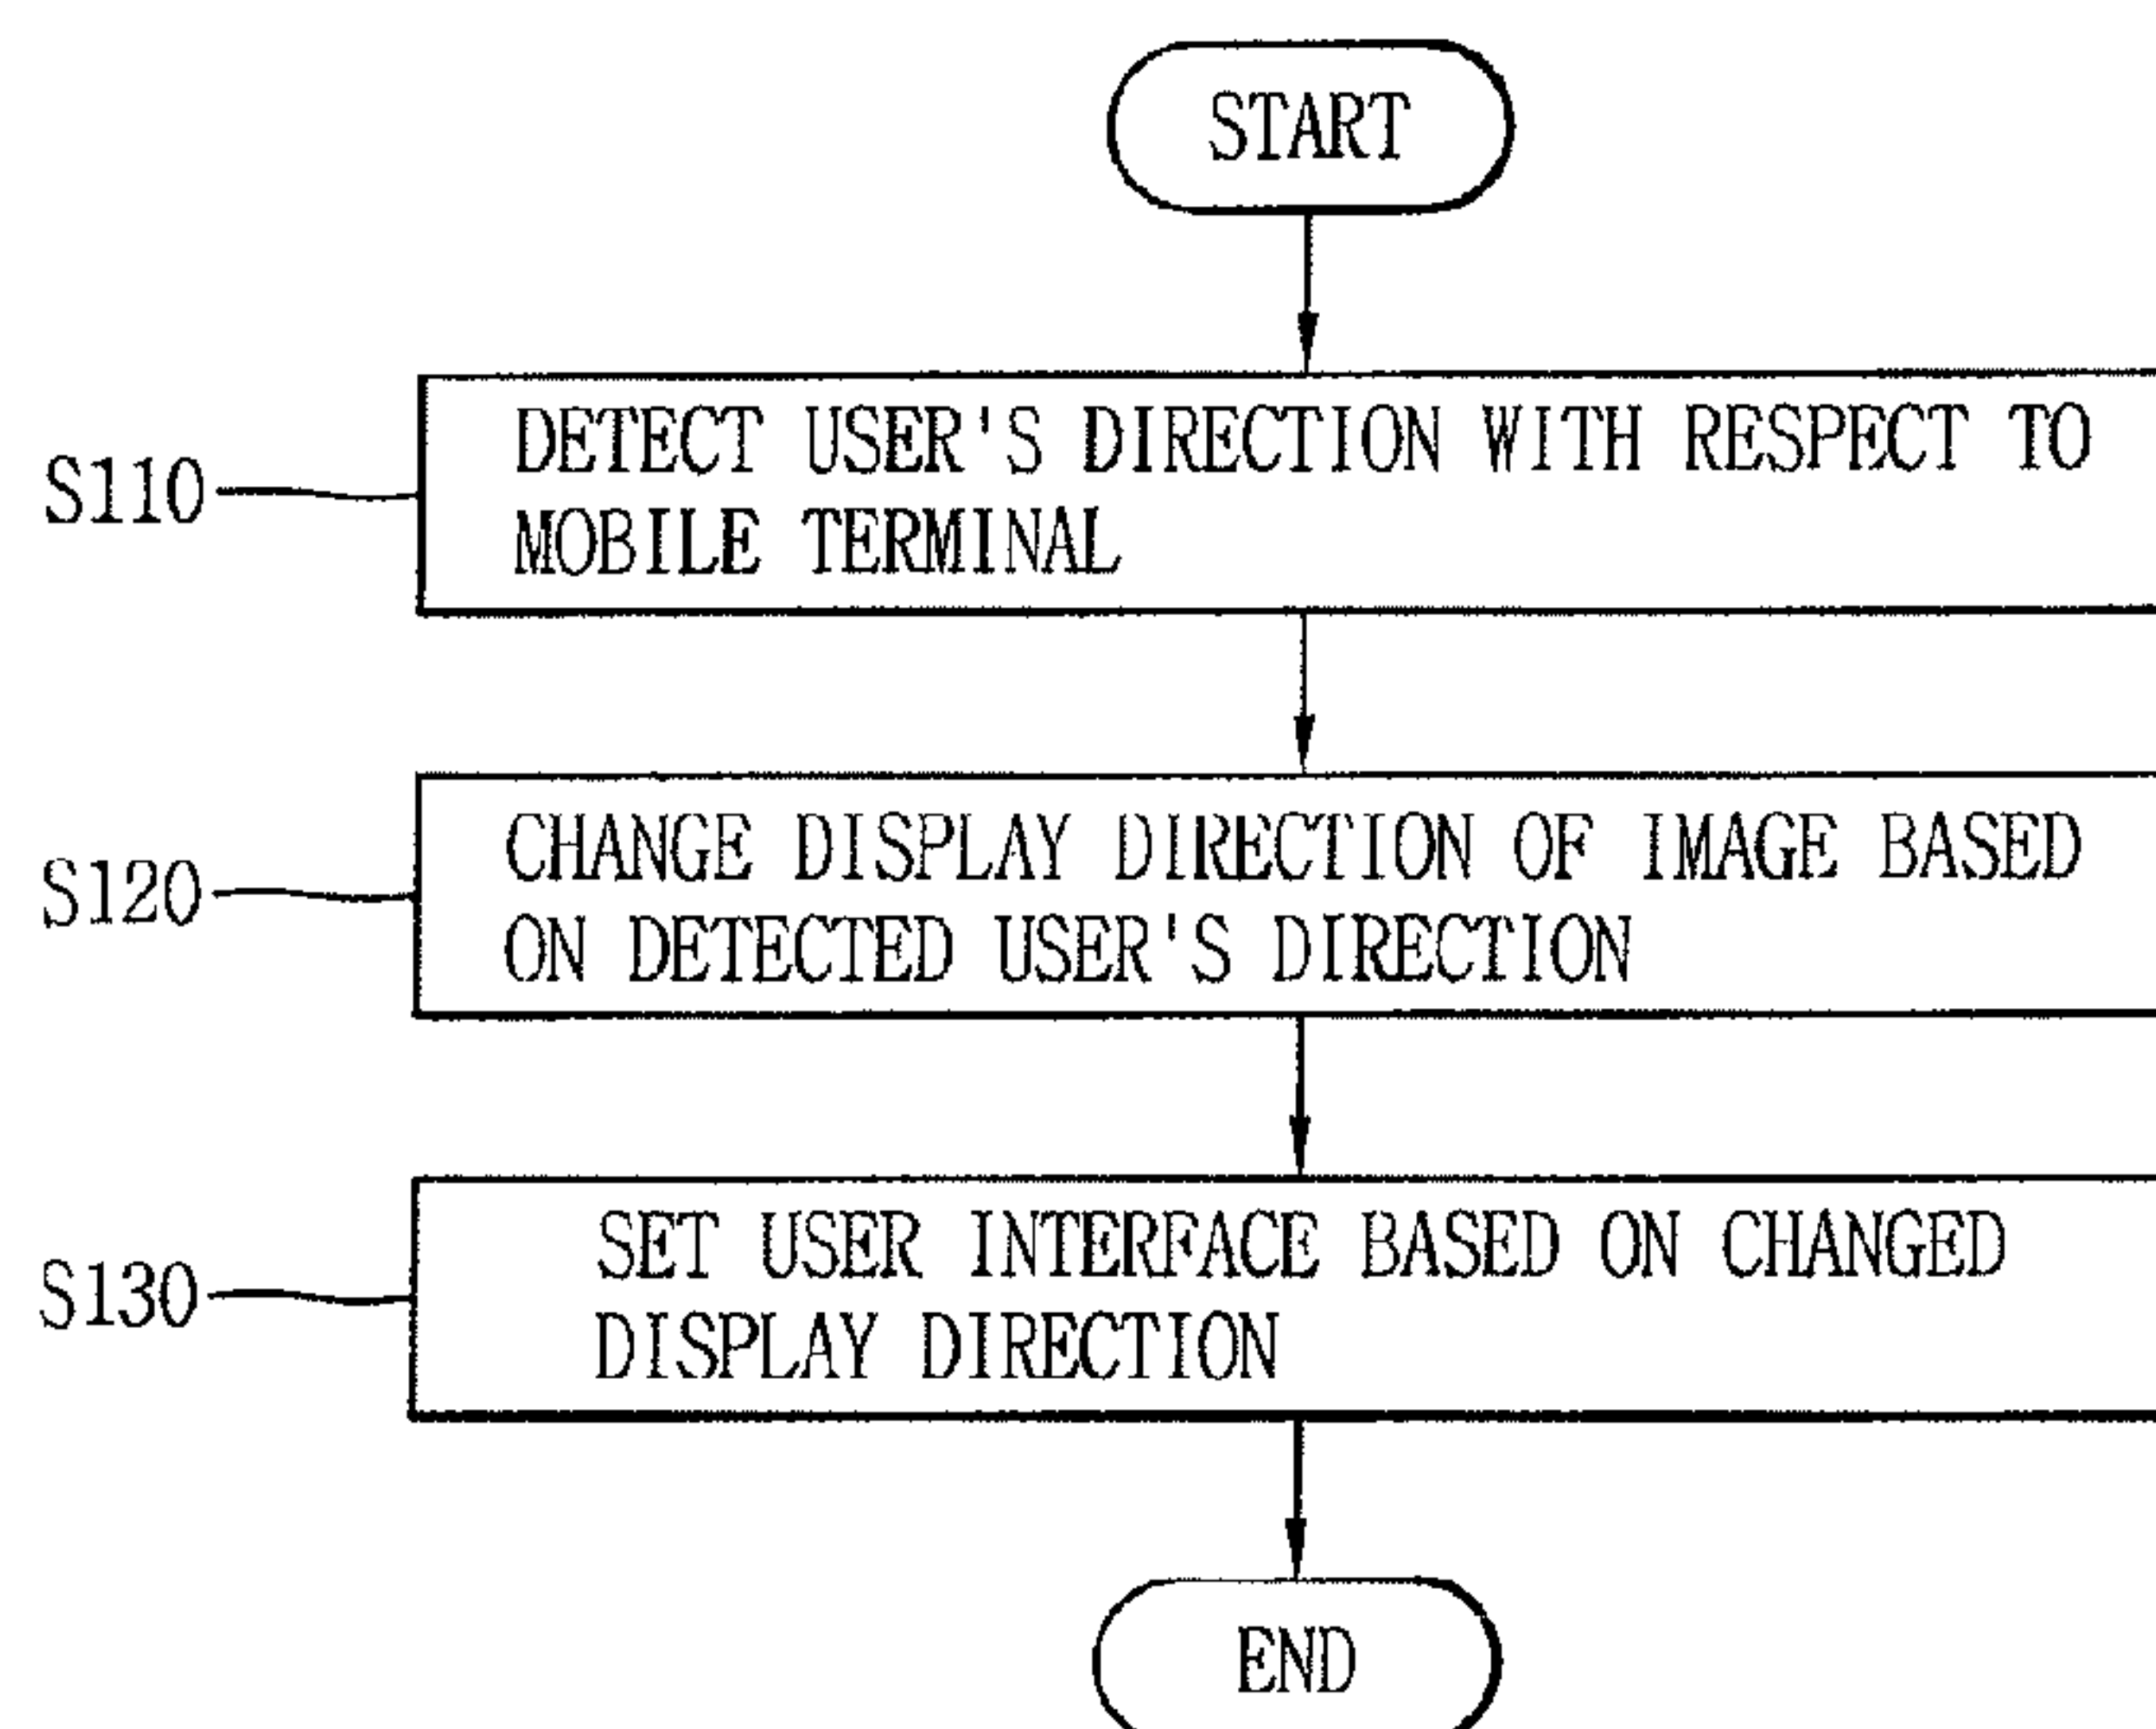 START
S110
DETECT USER'S DIRECTION WITH RESPECT TO
MOBILE TERMINAL
S120
CHANGE DISPLAY DIRECTION OF IMAGE BASED
ON DETECTED USER'S DIRECTION
S130
SET USER INTERFACE BASED ON CHANGED
DISPLAY DIRECTION
END